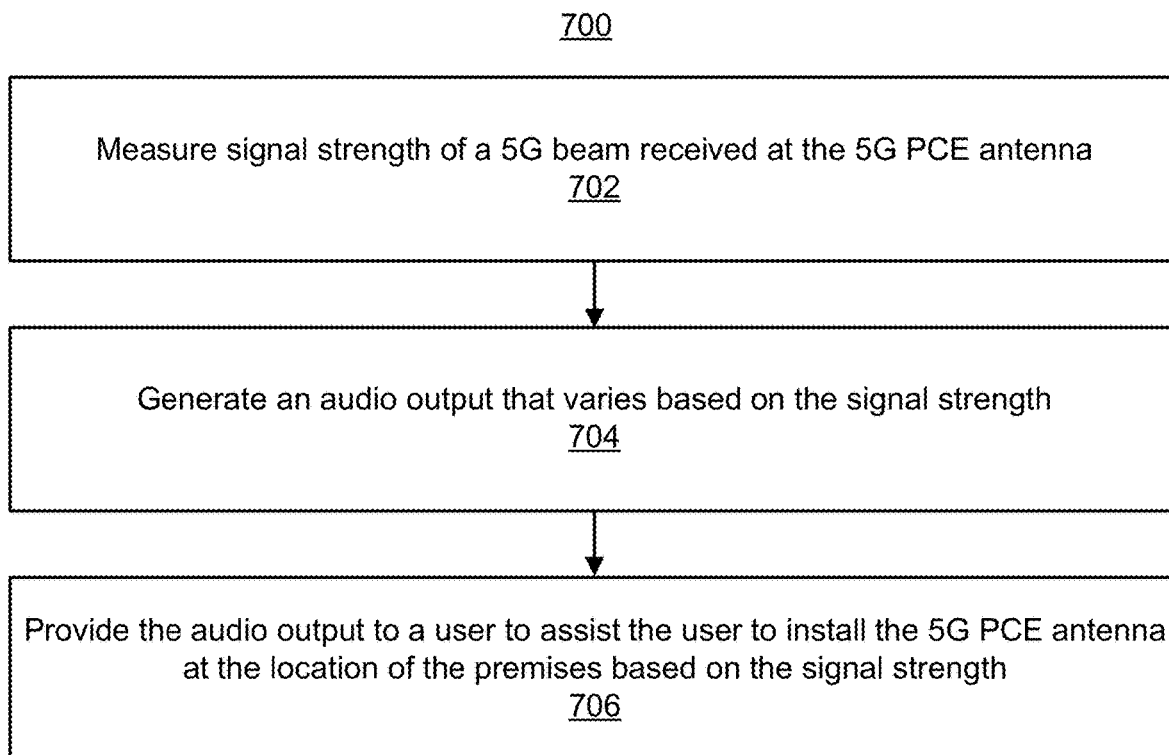 700
Measure signal strength of a 5G beam received at the 5G PCE antenna
702
Generate an audio output that varies based on the signal strength
704
Provide the audio output to a user to assist the user to install the 5G PCE antenna
at the location of the premises based on the signal strength
706